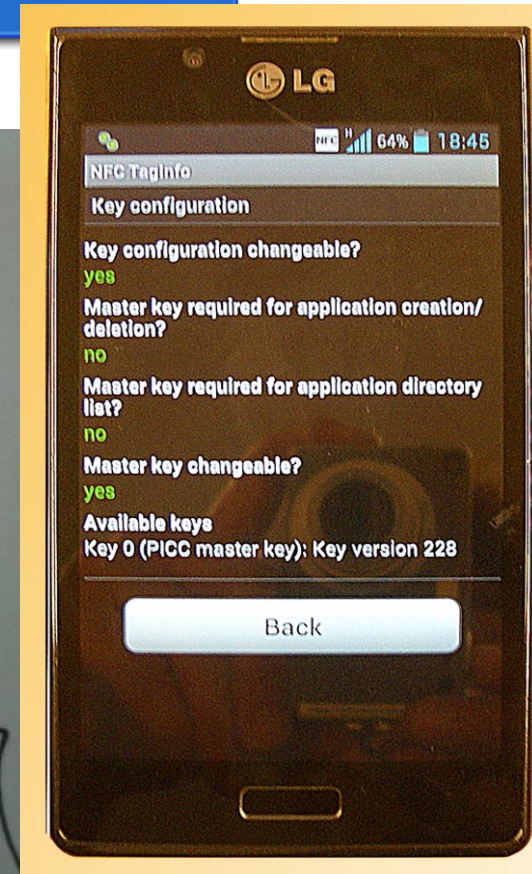 LG
NFC H 64% 18:45
NFC TagInfo
Key configuration
Key configuration changeable?
yes
Master key required for application creation/
deletion?
no
Master key required for application directory
list?
no
Master key changeable?
yes
Available keys
Key 0 (PICC master key): Key version 228
Back